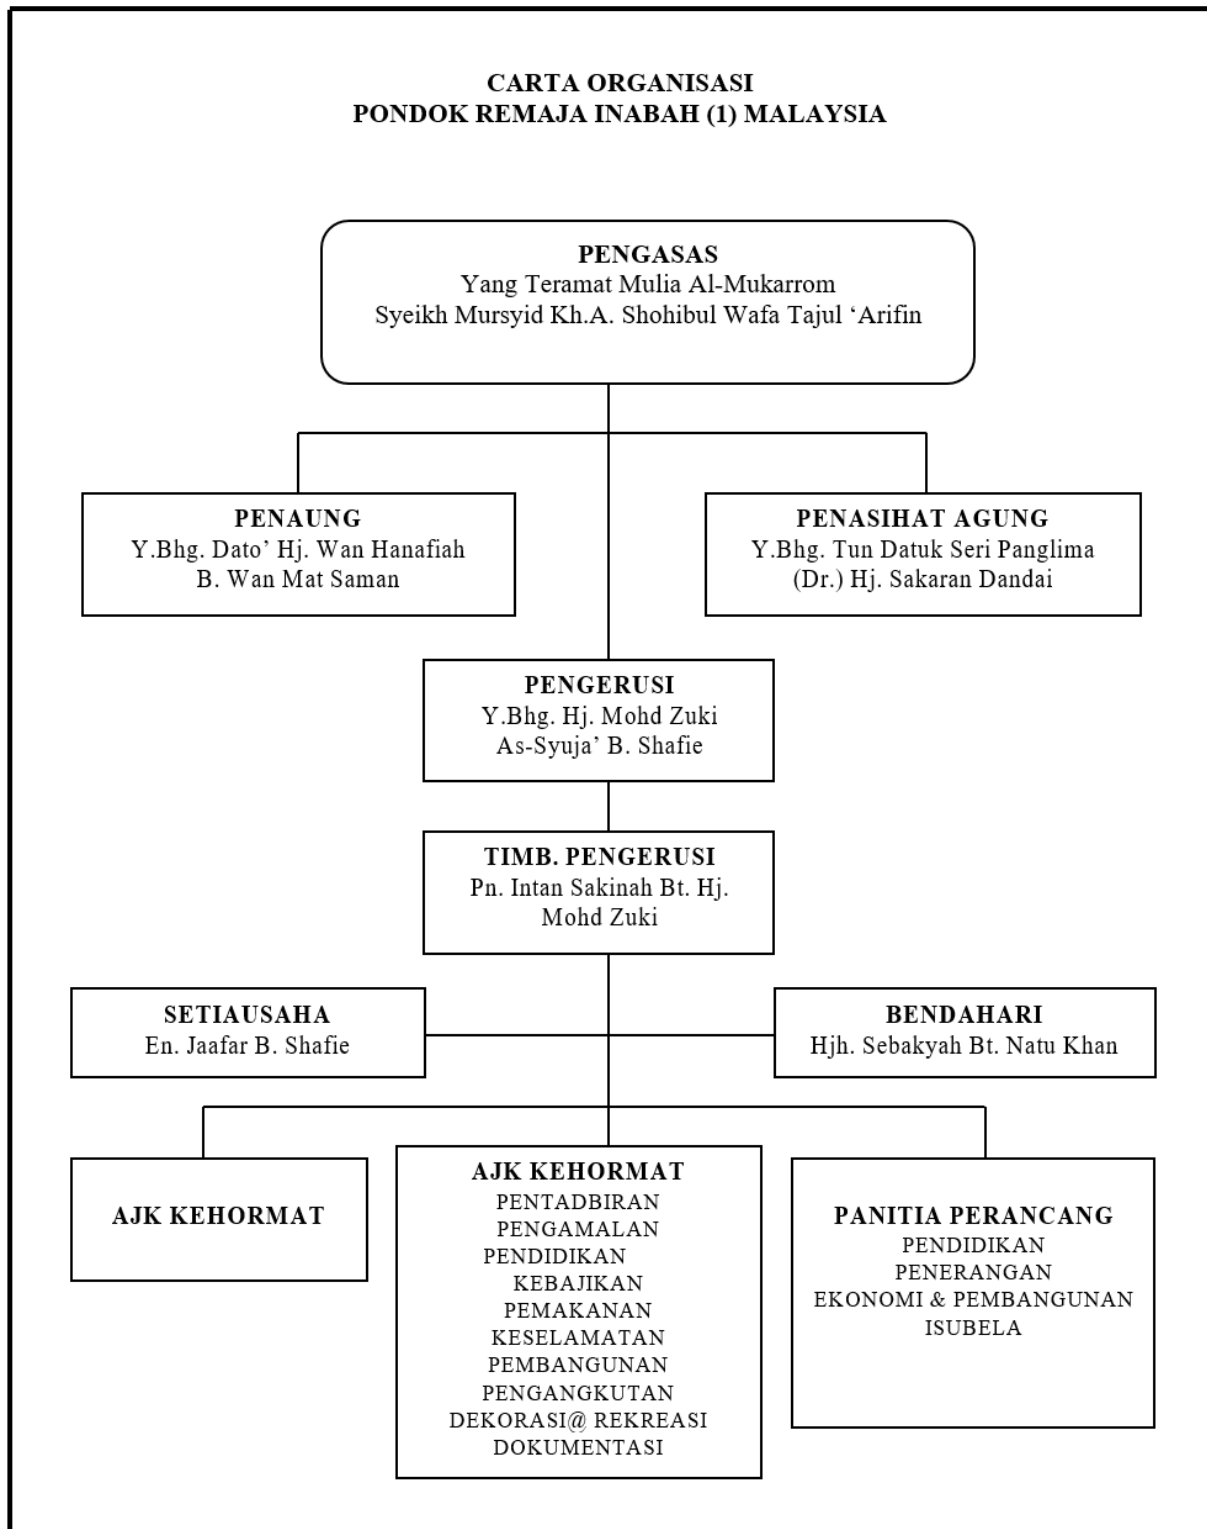 CARTA ORGANISASI
PONDOK REMAJA INABAH (1) MALAYSIA
PENGASAS
Yang Teramat Mulia Al-Mukarrom
Syeikh Mursyid Kh.A. Shohibul Wafa Tajul ‘Arifin
PENAUNG
Y.Bhg. Dato’ Hj. Wan Hanafiah
B. Wan Mat Saman
PENASIHAT AGUNG
Y.Bhg. Tun Datuk Seri Panglima
(Dr.) Hj. Sakaran Dandai
PENGERUSI
Y.Bhg. Hj. Mohd Zuki
As-Syuja’ B. Shafie
TIMB. PENGERUSI
Pn. Intan Sakinah Bt. Hj.
Mohd Zuki
SETIAUSAHA
En. Jaafar B. Shafie
BENDAHARI
Hjh. Sebakyah Bt. Natu Khan
AJK KEHORMAT
AJK KEHORMAT
PENTADBIRAN
PENGAMALAN
PENDIDIKAN
KEBAJIKAN
PEMAKANAN
KESELAMATAN
PEMBANGUNAN
PENGANGKUTAN
DEKORASI@ REKREASI
DOKUMENTASI
PANITIA PERANCANG
PENDIDIKAN
PENERANGAN
EKONOMI & PEMBANGUNAN
ISUBELA